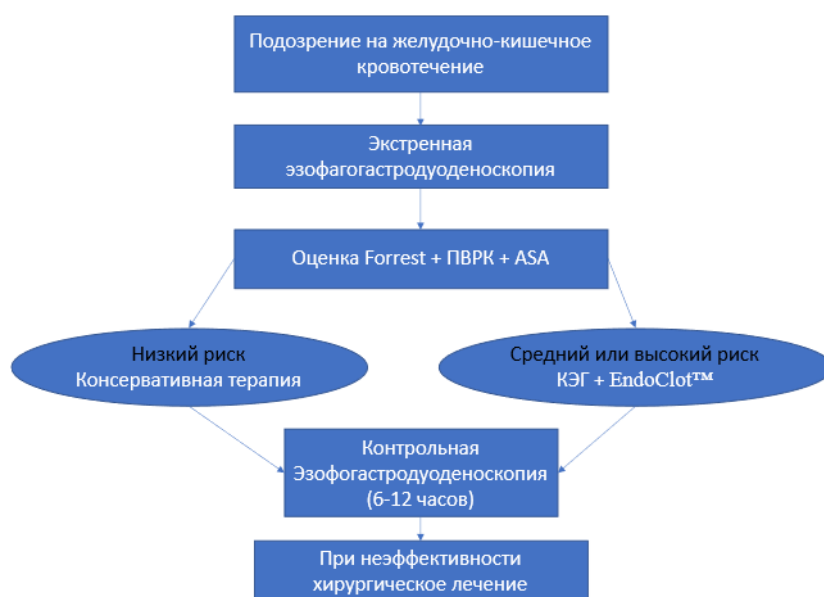 Подозрение на желудочно-кишечное
кровотечение
Экстренная
эзофагогастродуоденоскопия
Оценка Forrest + ПВРК + ASA
Низкий риск
Консервативная терапия
Средний или высокий риск
КЭГ + EndoClot™
Контрольная
Эзофогастродуоденоскопия
(6-12 часов)
При неэффективности
хирургическое лечение